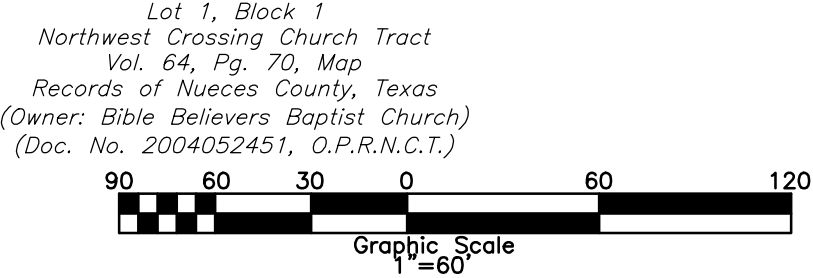 Lot 1, Block 1
Northwest Crossing Church Tract
Vol. 64, Pg. 70, Map
Records of Nueces County, Texas
(Owner: Bible Believers Baptist Church)
(Doc. No. 2004052451, O.P.R.N.C.T.)
90 60 30 0 60 120
Graphic Scale
1"=60'